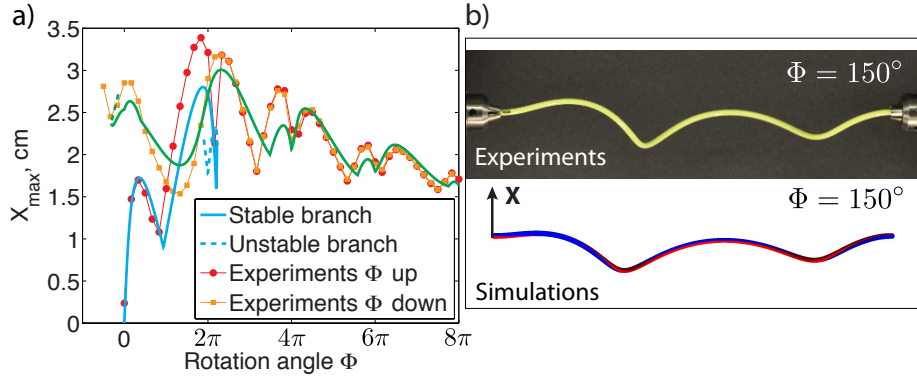 a)
X_max, cm
3.5
3
2.5
2
1.5
1
0.5
0
0
2π
4π
6π
8π
Rotation angle Φ
Stable branch
Unstable branch
Experiments Φ up
Experiments Φ down
b)
Φ = 150°
Experiments
Φ = 150°
X
Simulations